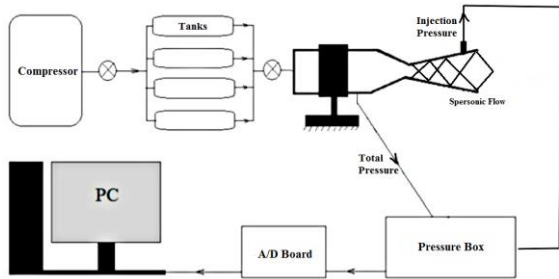 Tanks
Compressor
Injection
Pressure
Spersonic Flow
Total
Pressure
PC
A/D Board
Pressure Box